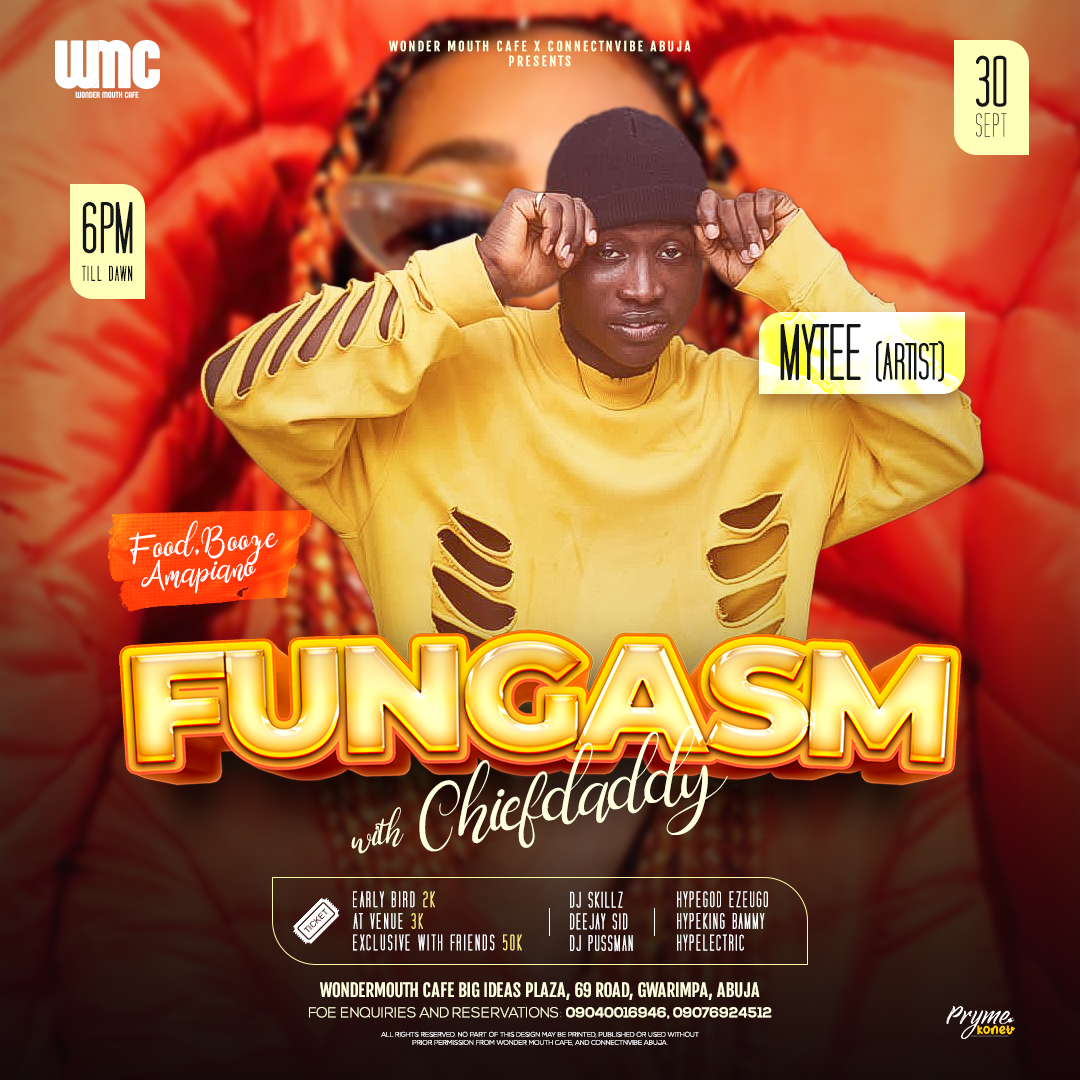 WMC
WONDER MOUTH CAFE
WONDER MOUTH CAFE X CONNECTNVIBE ABUJA
PRESENTS
30
SEPT
6PM
TILL DAWN
MYTEE (ARTIST)
Food, Booze
Amapiano
FUNGASM
with Chiefdaddy
TICKET
EARLY BIRD 2K
AT VENUE 3K
EXCLUSIVE WITH FRIENDS 50K
DJ SKILLZ
DEEJAY SID
DJ PUSSMAN
HYPEGOD EZEUGO
HYPEKING BAMMY
HYPELECTRIC
WONDERMOUTH CAFE BIG IDEAS PLAZA, 69 ROAD, GWARIMPA, ABUJA
FOE ENQUIRIES AND RESERVATIONS: 09040016946, 09076924512
ALL RIGHTS RESERVED. NO PART OF THIS DESIGN MAY BE PRINTED, PUBLISHED OR USED WITHOUT
PRIOR PERMISSION FROM WONDER MOUTH CAFE, AND CONNECTNVIBE ABUJA.
Pryme
konet